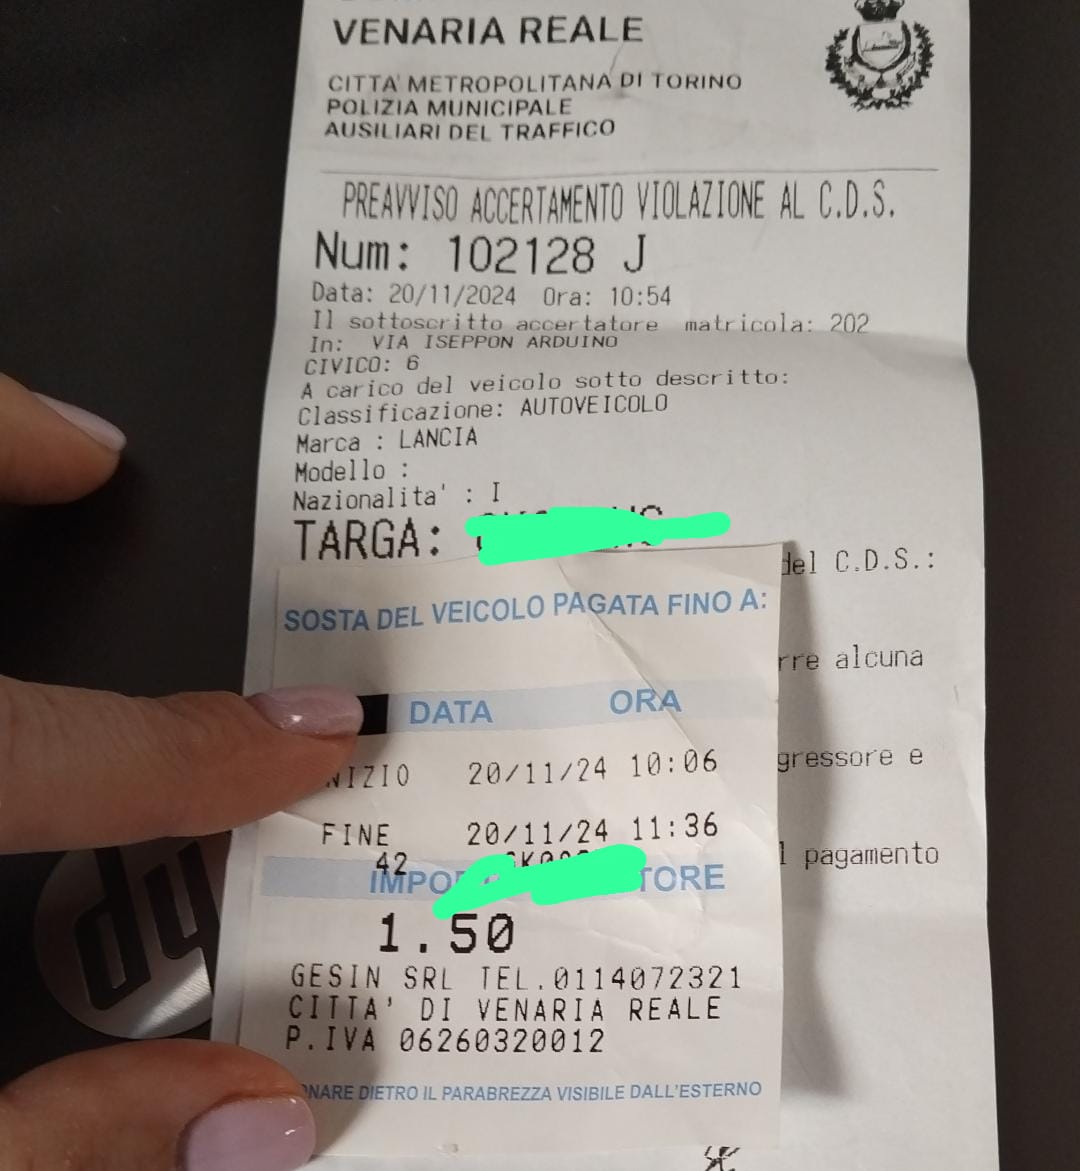 VENARIA REALE
CITTA' METROPOLITANA DI TORINO
POLIZIA MUNICIPALE
AUSILIARI DEL TRAFFICO
PREAVVISO ACCERTAMENTO VIOLAZIONE AL C.D.S.
Num: 102128 J
Data: 20/11/2024 Ora: 10:54
Il sottoscritto accertatore matricola: 202
In: VIA ISEPPON ARDUINO
CIVICO: 6
A carico del veicolo sotto descritto:
Classificazione: AUTOVEICOLO
Marca : LANCIA
Modello :
Nazionalita' : I
TARGA:
del C.D.S.:
SOSTA DEL VEICOLO PAGATA FINO A:
alcuna
DATA ORA
20/11/24 10:06
e
FINE 20/11/24 11:36
pagamento
42
1.50
GESIN SRL TEL.0114072321
CITTA' DI VENARIA REALE
P.IVA 06260320012
DIETRO IL PARABREZZA VISIBILE DALL'ESTERNO